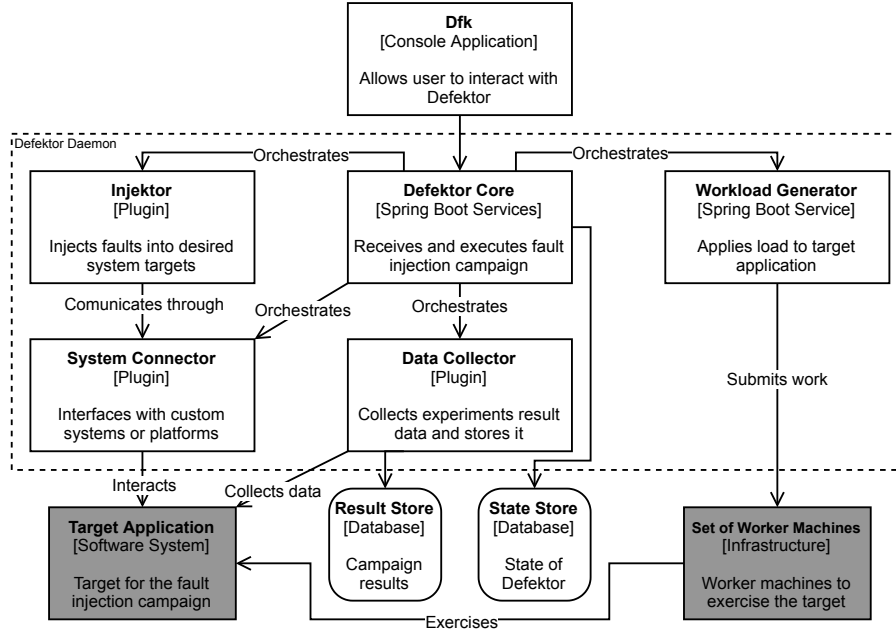 Dfk
[Console Application]
Allows user to interact with
Defektor
Defektor Daemon
Orchestrates
Orchestrates
Injektor
[Plugin]
Injects faults into desired
system targets
Defektor Core
[Spring Boot Services]
Receives and executes fault
injection campaign
Workload Generator
[Spring Boot Service]
Applies load to target
application
Comunicates through
Orchestrates
Orchestrates
System Connector
[Plugin]
Interfaces with custom
systems or platforms
Data Collector
[Plugin]
Collects experiments result
data and stores it
Submits work
Interacts
Collects data
Target Application
[Software System]
Target for the fault
injection campaign
Result Store
[Database]
Campaign
results
State Store
[Database]
State of
Defektor
Set of Worker Machines
[Infrastructure]
Worker machines to
exercise the target
Exercises